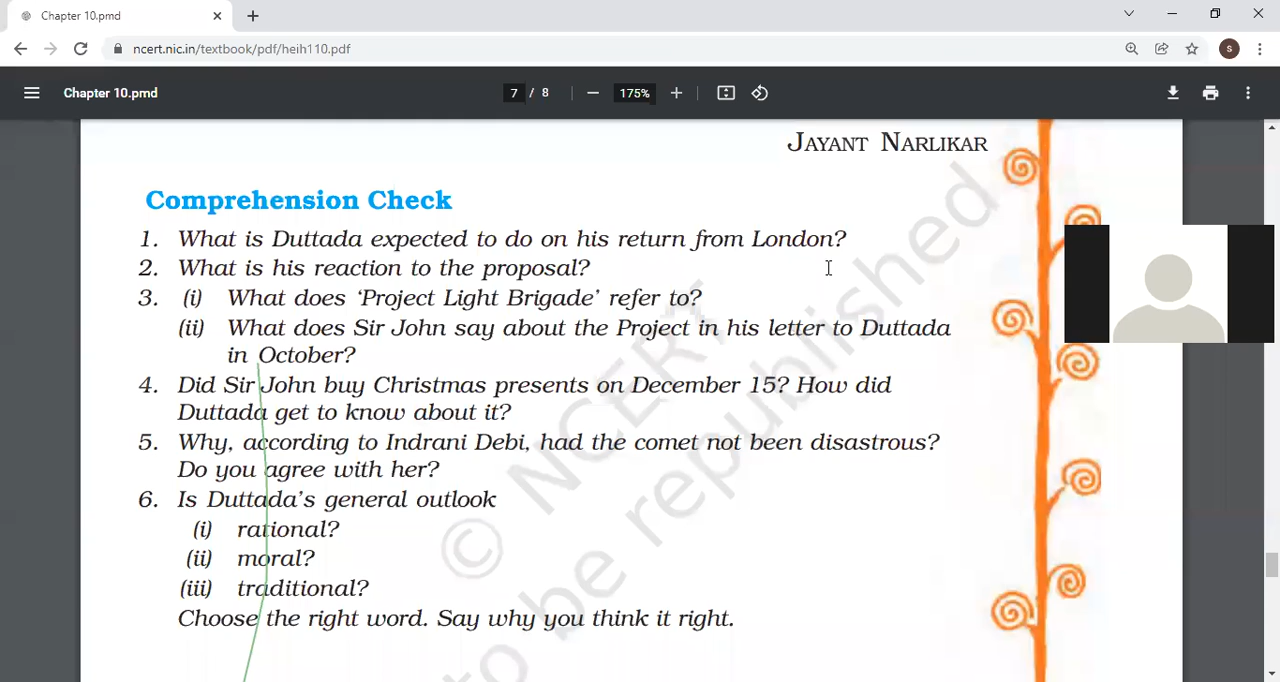 Chapter 10.pmd
ncert.nic.in/textbook/pdf/heih110.pdf
S
Chapter 10.pmd
7 / 8
175%
JAYANT NARLIKAR
Comprehension Check
1. What is Duttada expected to do on his return from London?
2. What is his reaction to the proposal?
3. (i) What does ‘Project Light Brigade’ refer to?
(ii) What does Sir John say about the Project in his letter to Duttada
in October?
4. Did Sir John buy Christmas presents on December 15? How did
Duttada get to know about it?
5. Why, according to Indrani Debi, had the comet not been disastrous?
Do you agree with her?
6. Is Duttada’s general outlook
(i) rational?
(ii) moral?
(iii) traditional?
Choose the right word. Say why you think it right.
© NCERT
to be republished